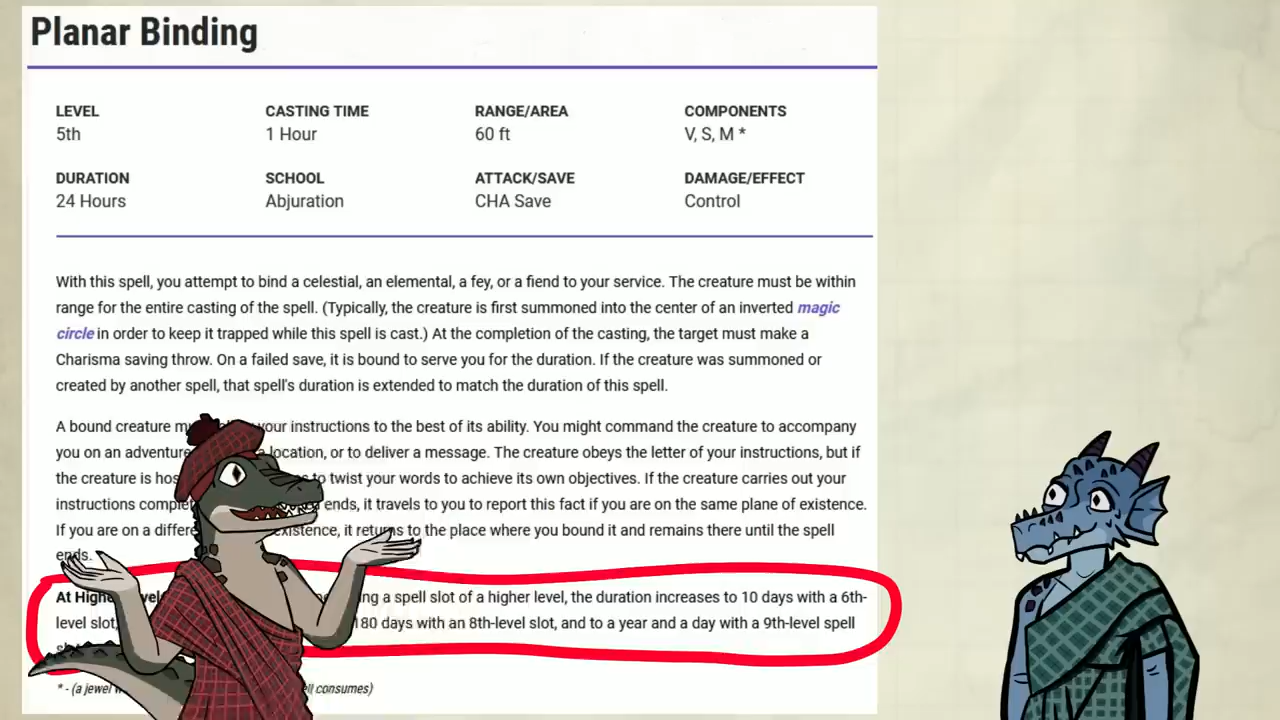 Planar Binding
LEVEL CASTING TIME RANGE/AREA COMPONENTS
5th 1 Hour 60 ft V, S, M *
DURATION SCHOOL ATTACK/SAVE DAMAGE/EFFECT
24 Hours Abjuration CHA Save Control
With this spell, you attempt to bind a celestial, an elemental, a fey, or a fiend to your service. The creature must be within
range for the entire casting of the spell. (Typically, the creature is first summoned into the center of an inverted magic
circle in order to keep it trapped while this spell is cast.) At the completion of the casting, the target must make a
Charisma saving throw. On a failed save, it is bound to serve you for the duration. If the creature was summoned or
created by another spell, that spell's duration is extended to match the duration of this spell.
A bound creature your instructions to the best of its ability. You might command the creature to accompany
you on an adventure location, or to deliver a message. The creature obeys the letter of your instructions, but if
the creature is to twist your words to achieve its own objectives. If the creature carries out your
instructions ends, it travels to you to report this fact if you are on the same plane of existence.
If you are on a existence, it returns to the place where you bound it and remains there until the spell
ends.
At a spell slot of a higher level, the duration increases to 10 days with a 6th-
level slot, 180 days with an 8th-level slot, and to a year and a day with a 9th-level spell
* - (a jewel consumes)